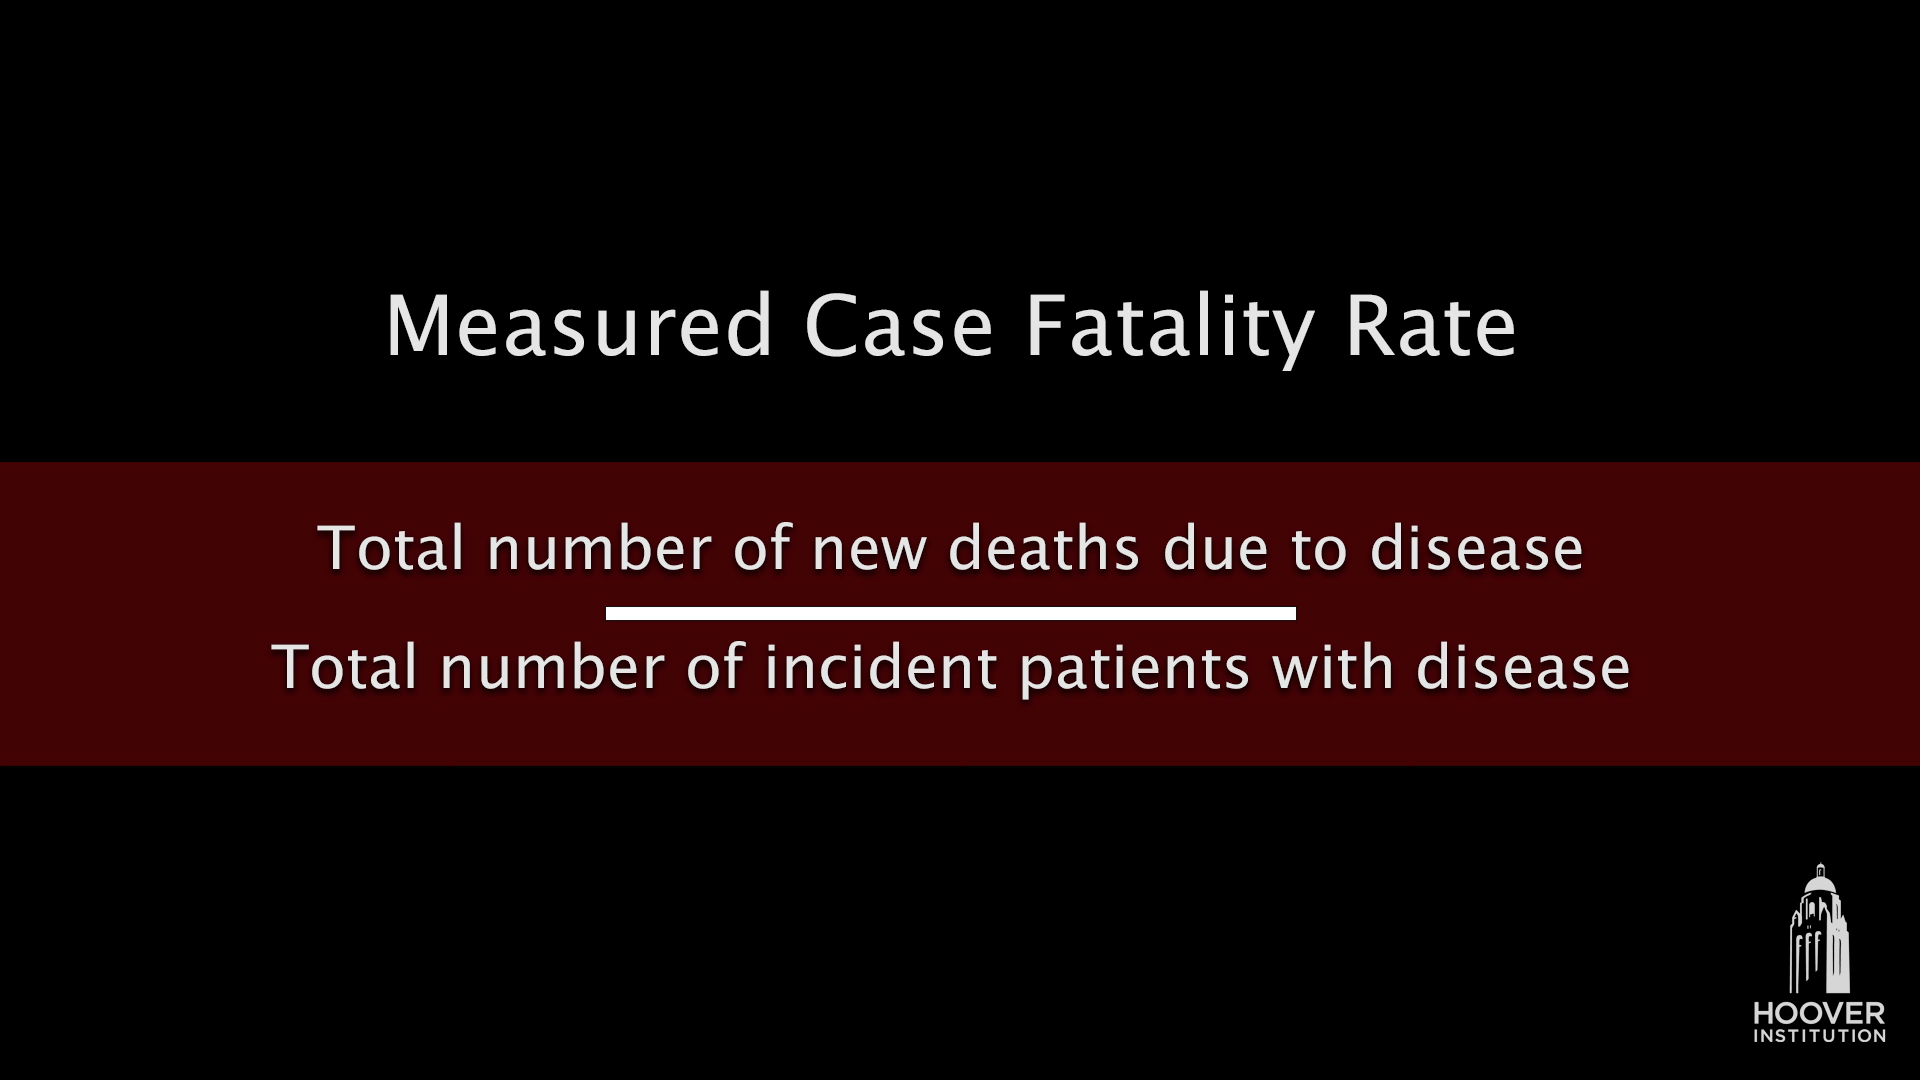 Measured Case Fatality Rate
Total number of new deaths due to disease
Total number of incident patients with disease
HOOVER
INSTITUTION